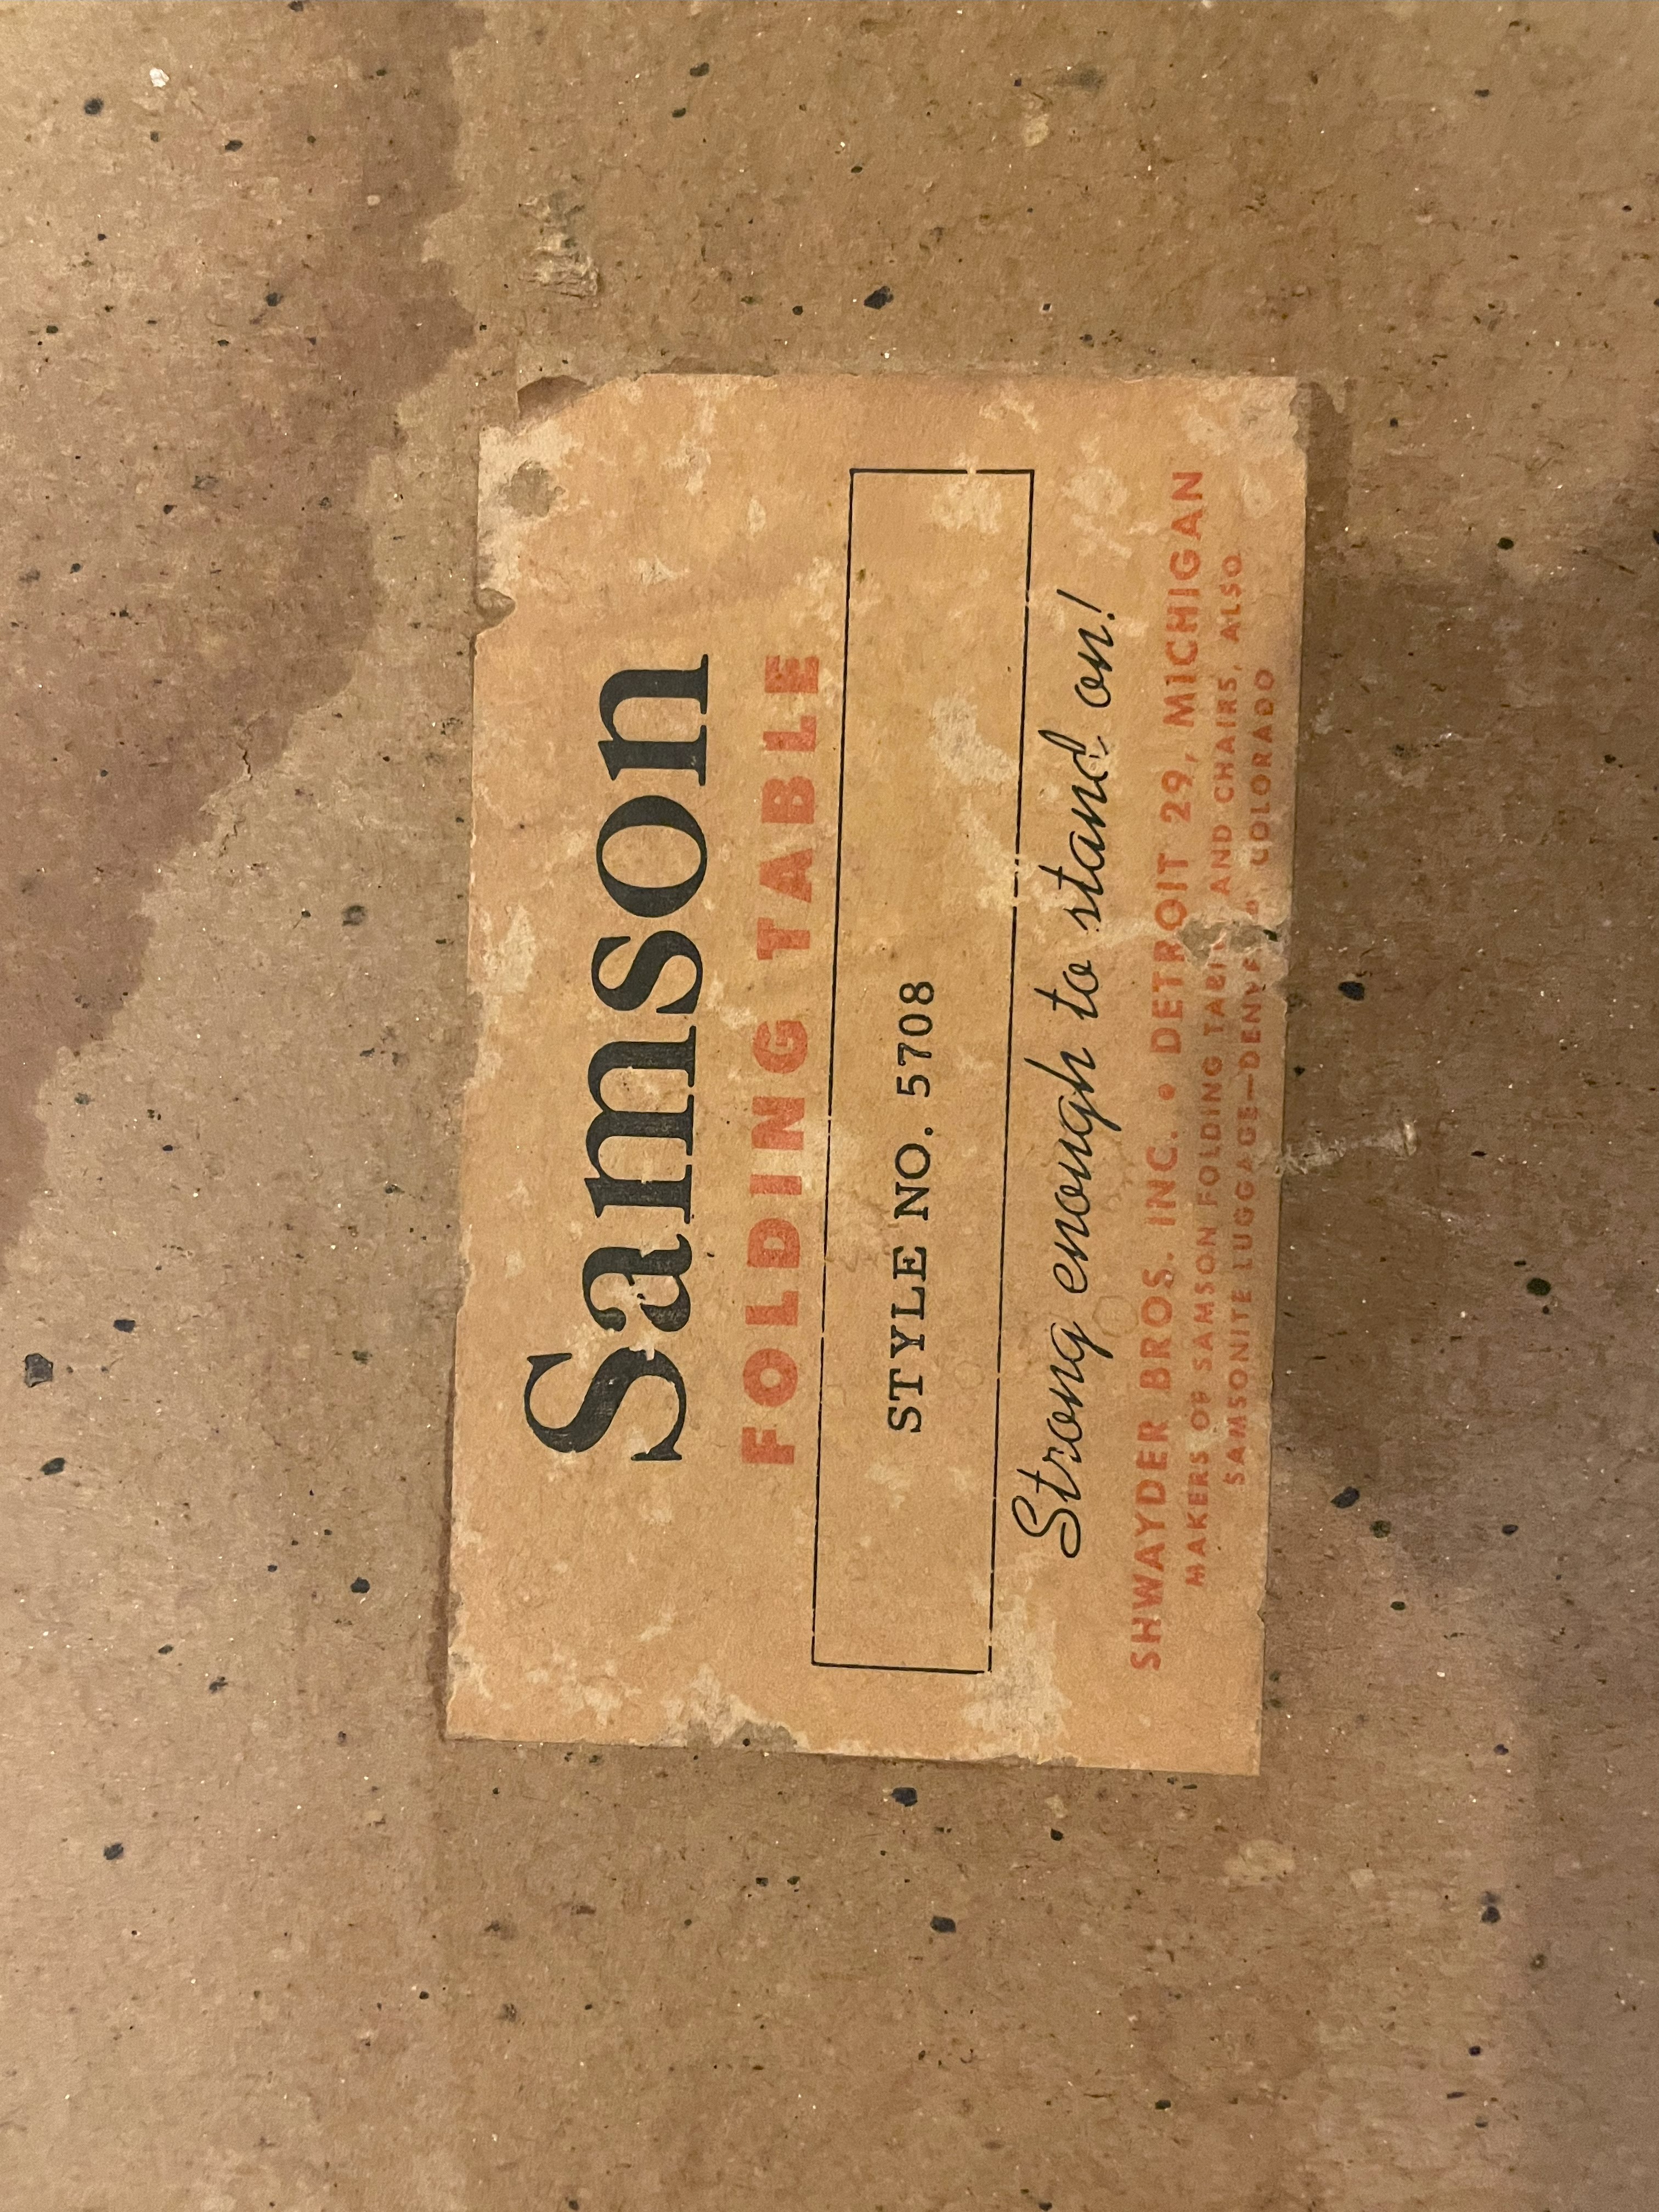 Samson
FOLDING TABLE
STYLE NO. 5708
Strong enough to stand on!
SHWAYDER BROS. INC. • DETROIT 29, MICHIGAN
MAKERS OF SAMSON FOLDING TABLES AND CHAIRS, ALSO
SAMSONITE LUGGAGE—DENVER, COLORADO